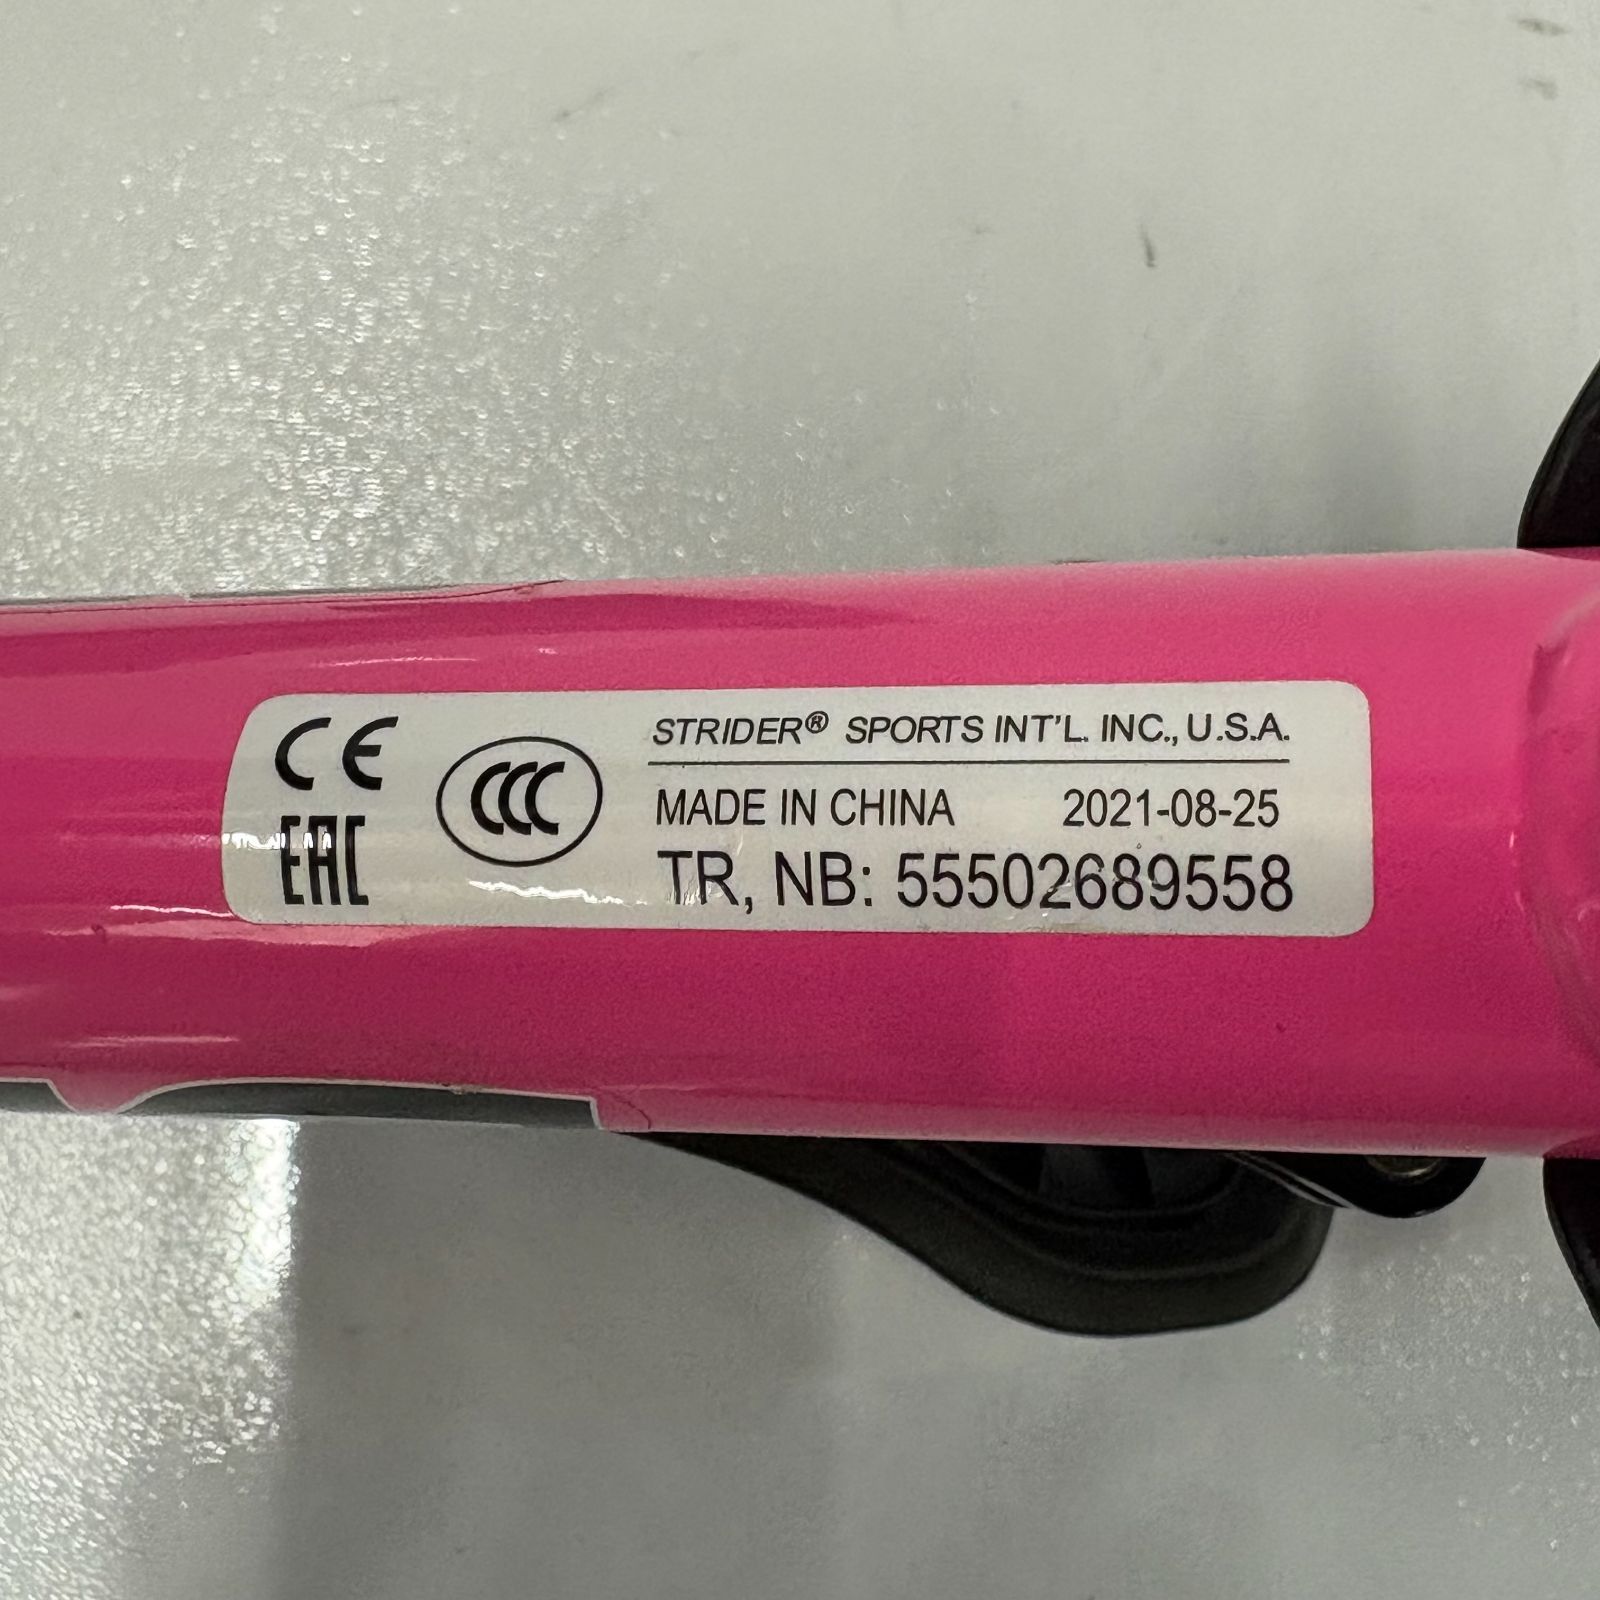 CE
EAC
CCC
STRIDER® SPORTS INT'L. INC., U.S.A.
MADE IN CHINA 2021-08-25
TR, NB: 55502689558